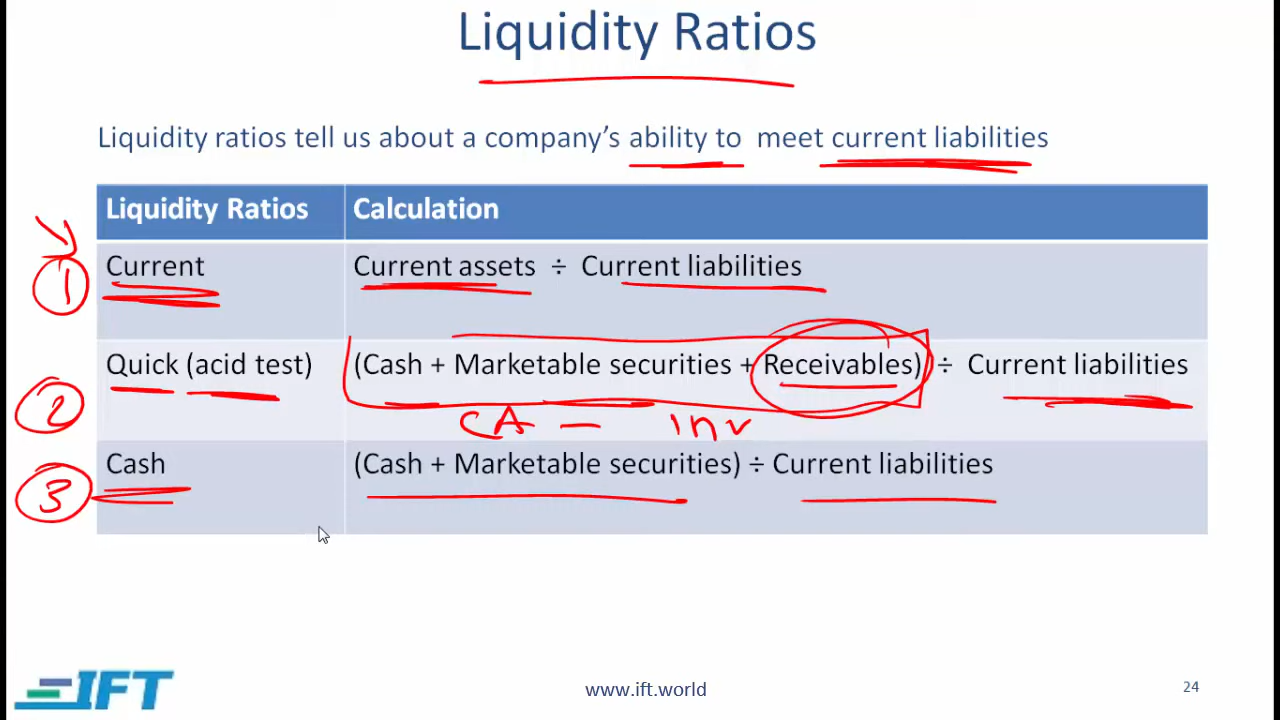 Liquidity Ratios
Liquidity ratios tell us about a company's ability to meet current liabilities
Liquidity Ratios Calculation
1 Current Current assets ÷ Current liabilities
2 Quick (acid test) (Cash + Marketable securities + Receivables) ÷ Current liabilities
CA – inv
3 Cash (Cash + Marketable securities) ÷ Current liabilities
IFT
www.ift.world
24